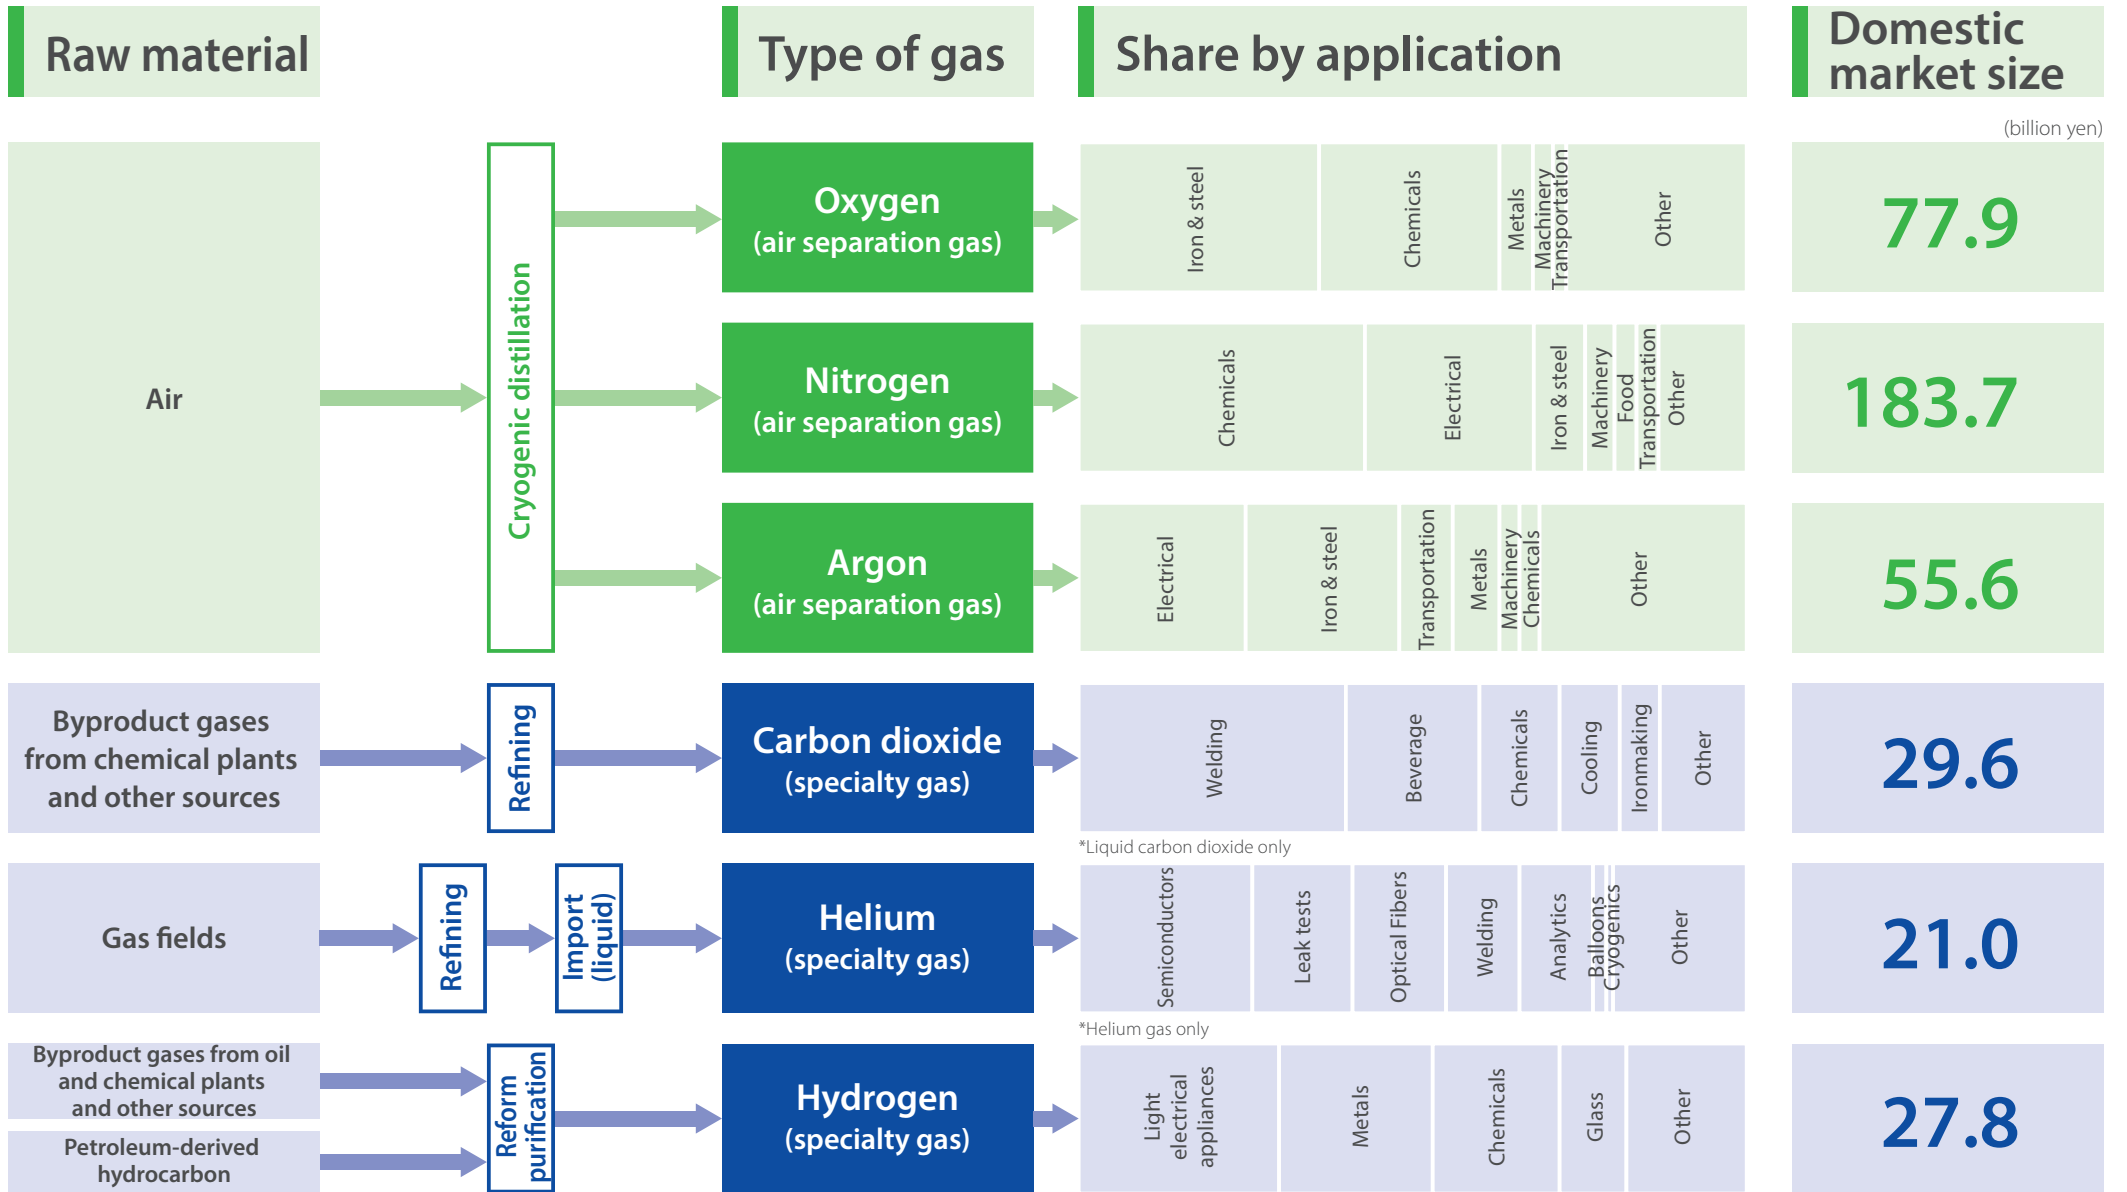 Raw material
Type of gas
Share by application
Domestic
market size
(billion yen)
Air
Cryogenic distillation
Oxygen
(air separation gas)
Iron & steel
Chemicals
Metals
Machinery
Transportation
Other
77.9
Nitrogen
(air separation gas)
Chemicals
Electrical
Iron & steel
Machinery
Food
Transportation
Other
183.7
Argon
(air separation gas)
Electrical
Iron & steel
Transportation
Metals
Machinery
Chemicals
Other
55.6
Byproduct gases
from chemical plants
and other sources
Refining
Carbon dioxide
(specialty gas)
Welding
Beverage
Chemicals
Cooling
Ironmaking
Other
29.6
*Liquid carbon dioxide only
Gas fields
Refining
Import
(liquid)
Helium
(specialty gas)
Semiconductors
Leak tests
Optical Fibers
Welding
Analytics
Balloons
Cryogenics
Other
21.0
*Helium gas only
Byproduct gases from oil
and chemical plants
and other sources
Petroleum-derived
hydrocarbon
Reform
purification
Hydrogen
(specialty gas)
Light
electrical
appliances
Metals
Chemicals
Glass
Other
27.8